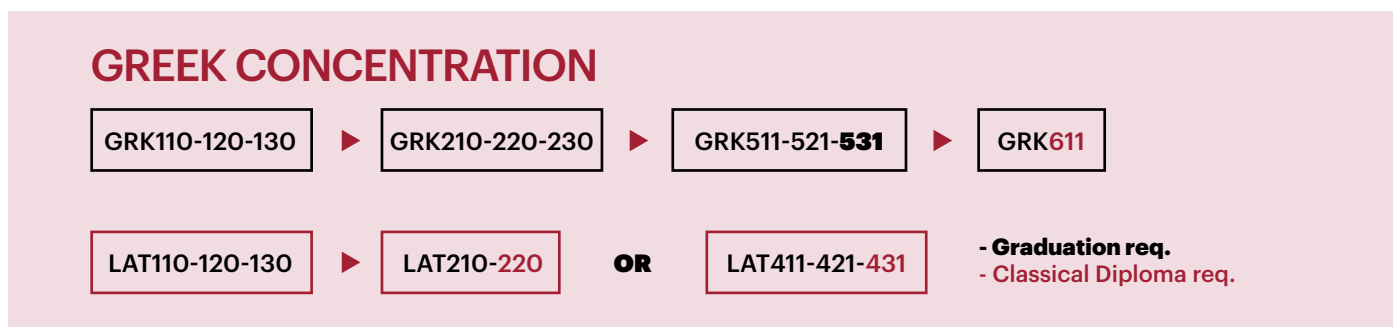 GREEK CONCENTRATION
GRK110-120-130 ▶ GRK210-220-230 ▶ GRK511-521-531 ▶ GRK611
LAT110-120-130 ▶ LAT210-220 OR LAT411-421-431
- Graduation req.
- Classical Diploma req.